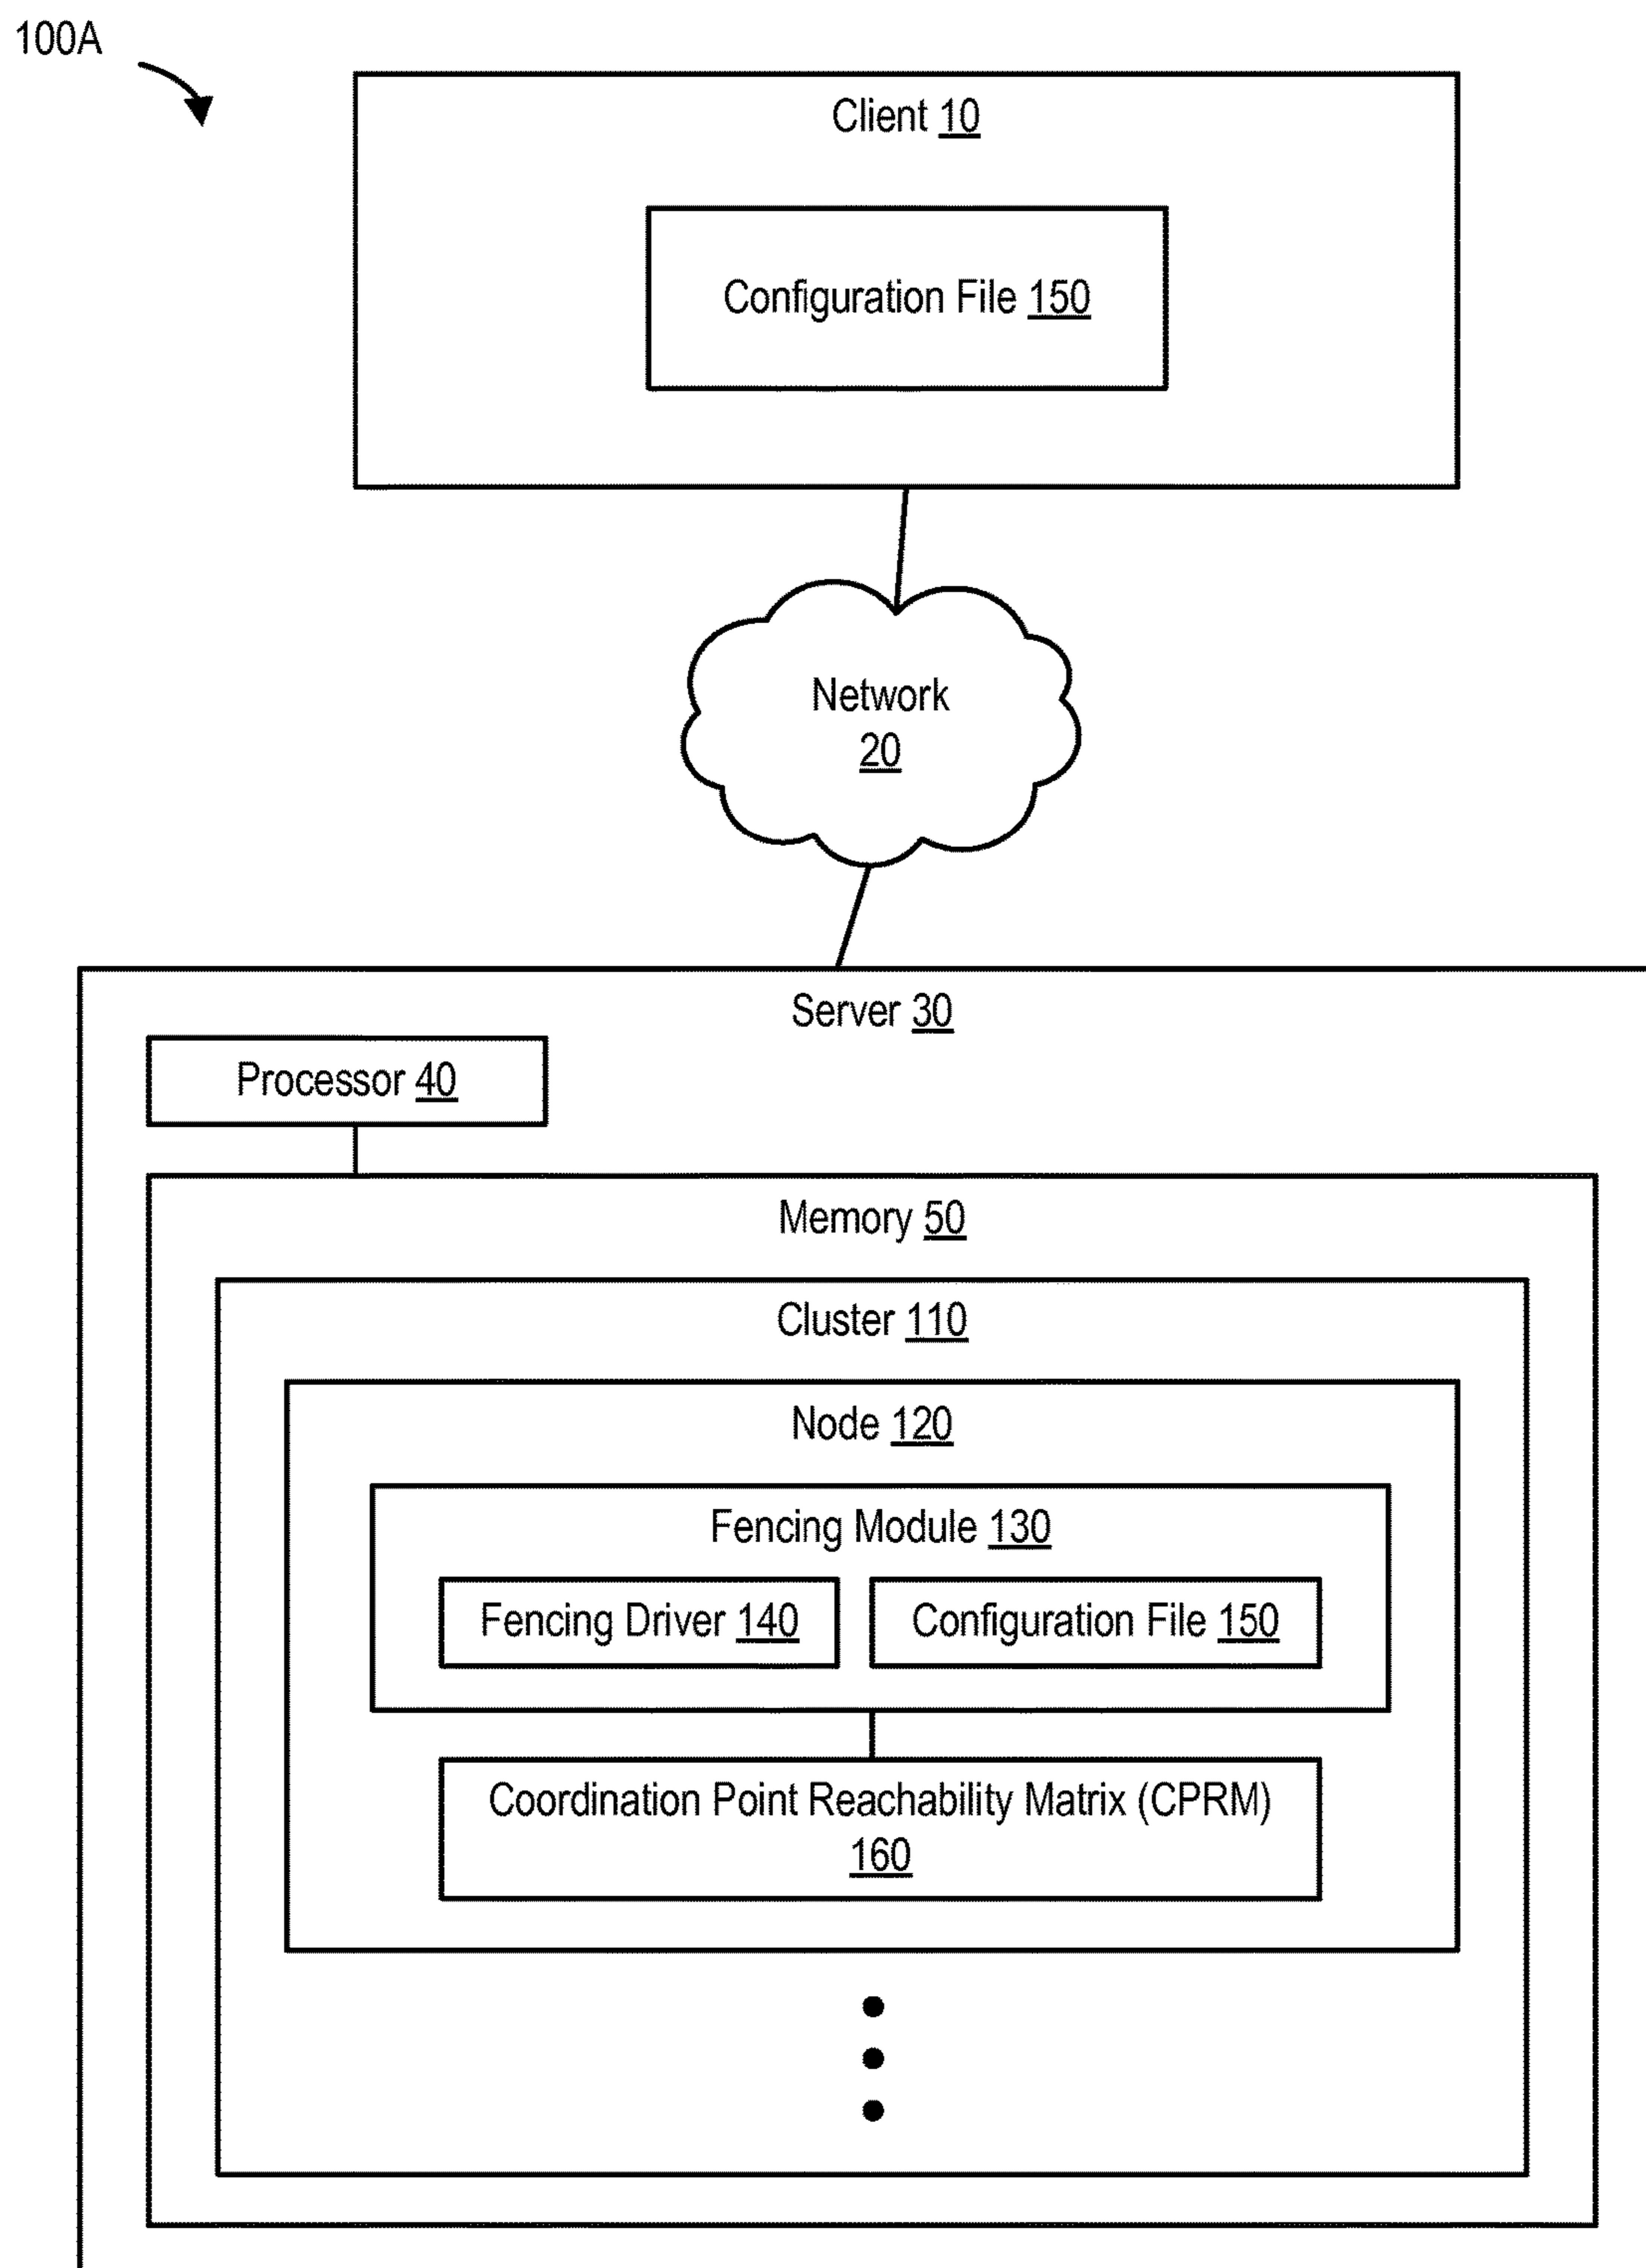 100A
Client 10
Configuration File 150
Network
20
Server 30
Processor 40
Memory 50
Cluster 110
Node 120
Fencing Module 130
Fencing Driver 140
Configuration File 150
Coordination Point Reachability Matrix (CPRM)
160